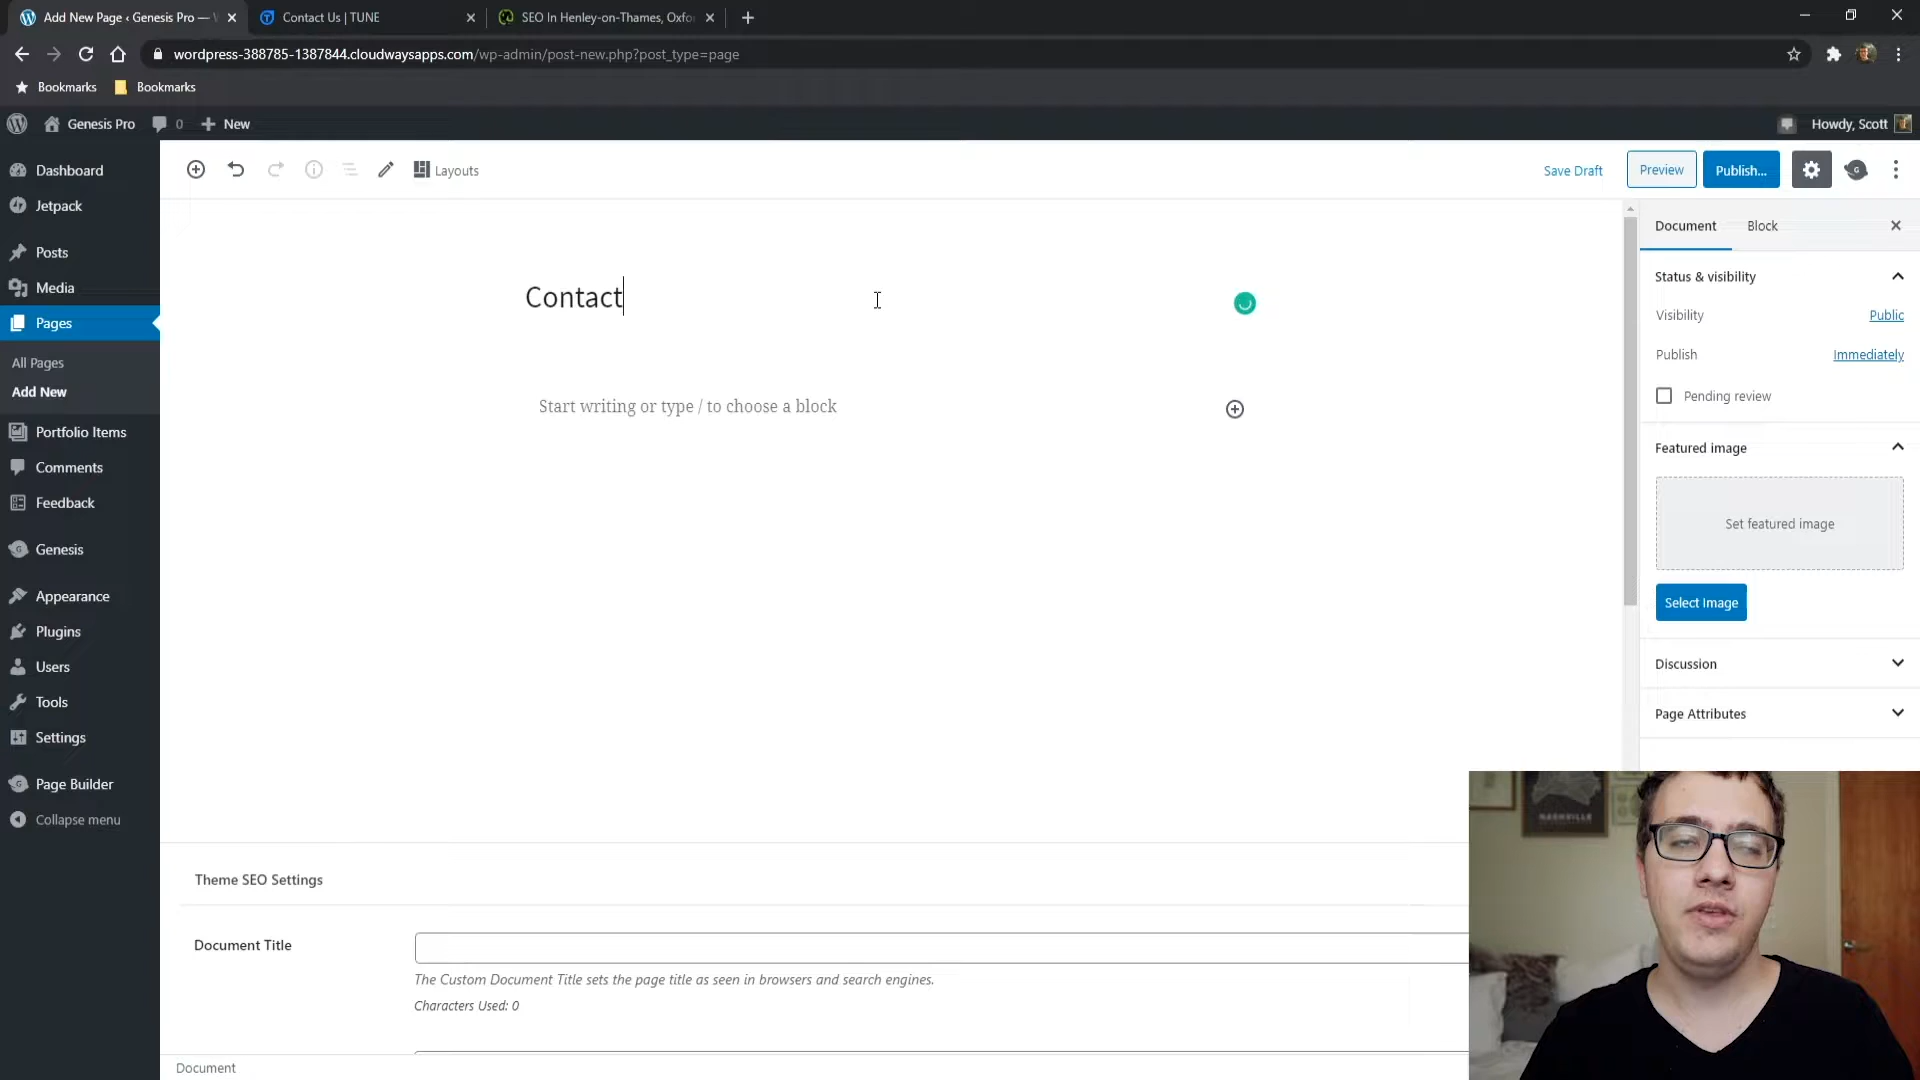 Add New Page ‹ Genesis Pro —
Contact Us | TUNE
SEO In Henley-on-Thames, Oxfo
wordpress-388785-1387844.cloudwaysapps.com/wp-admin/post-new.php?post_type=page
Bookmarks
Bookmarks
Genesis Pro
0
New
Howdy, Scott
Dashboard
Jetpack
Posts
Media
Pages
All Pages
Add New
Portfolio Items
Comments
Feedback
Genesis
Appearance
Plugins
Users
Tools
Settings
Page Builder
Collapse menu
Layouts
Save Draft
Preview
Publish...
Contact
Start writing or type / to choose a block
Document
Block
Status & visibility
Visibility
Public
Publish
Immediately
Pending review
Featured image
Set featured image
Select Image
Discussion
Page Attributes
Theme SEO Settings
Document Title
The Custom Document Title sets the page title as seen in browsers and search engines.
Characters Used: 0
Document
NASHVILLE